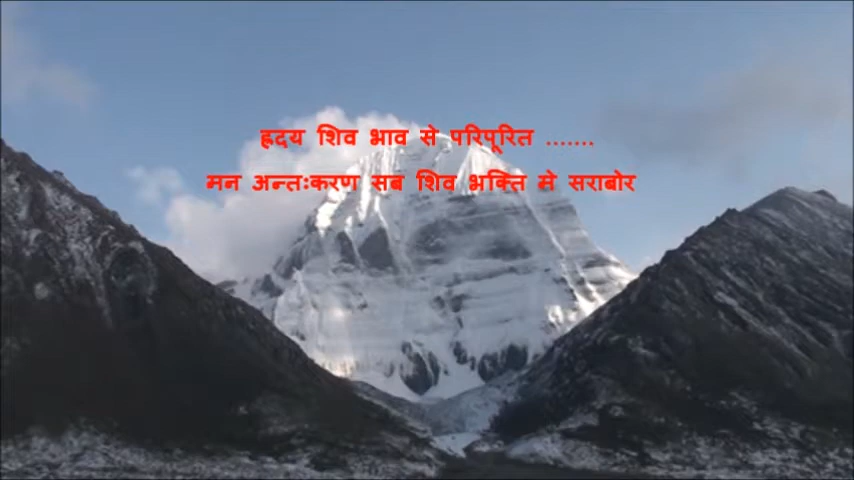 ह्रदय शिव भाव से परिपूरित .......
मन अन्तःकरण सब शिव भक्ति मे सराबोर